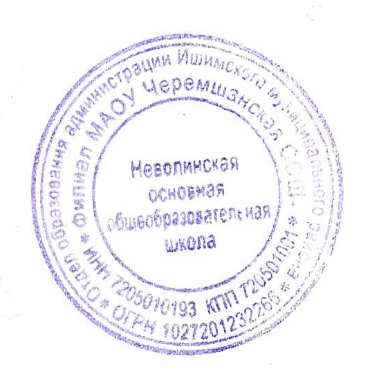 Отдел образования администрации Ишимского муниципального района
* ОГРН 1027201232266 *
Филиал МАОУ Черемшанская СОШ
* ИНН 7205010193 КПП 720501001 *
Неволинская
основная
общеобразовательная
школа